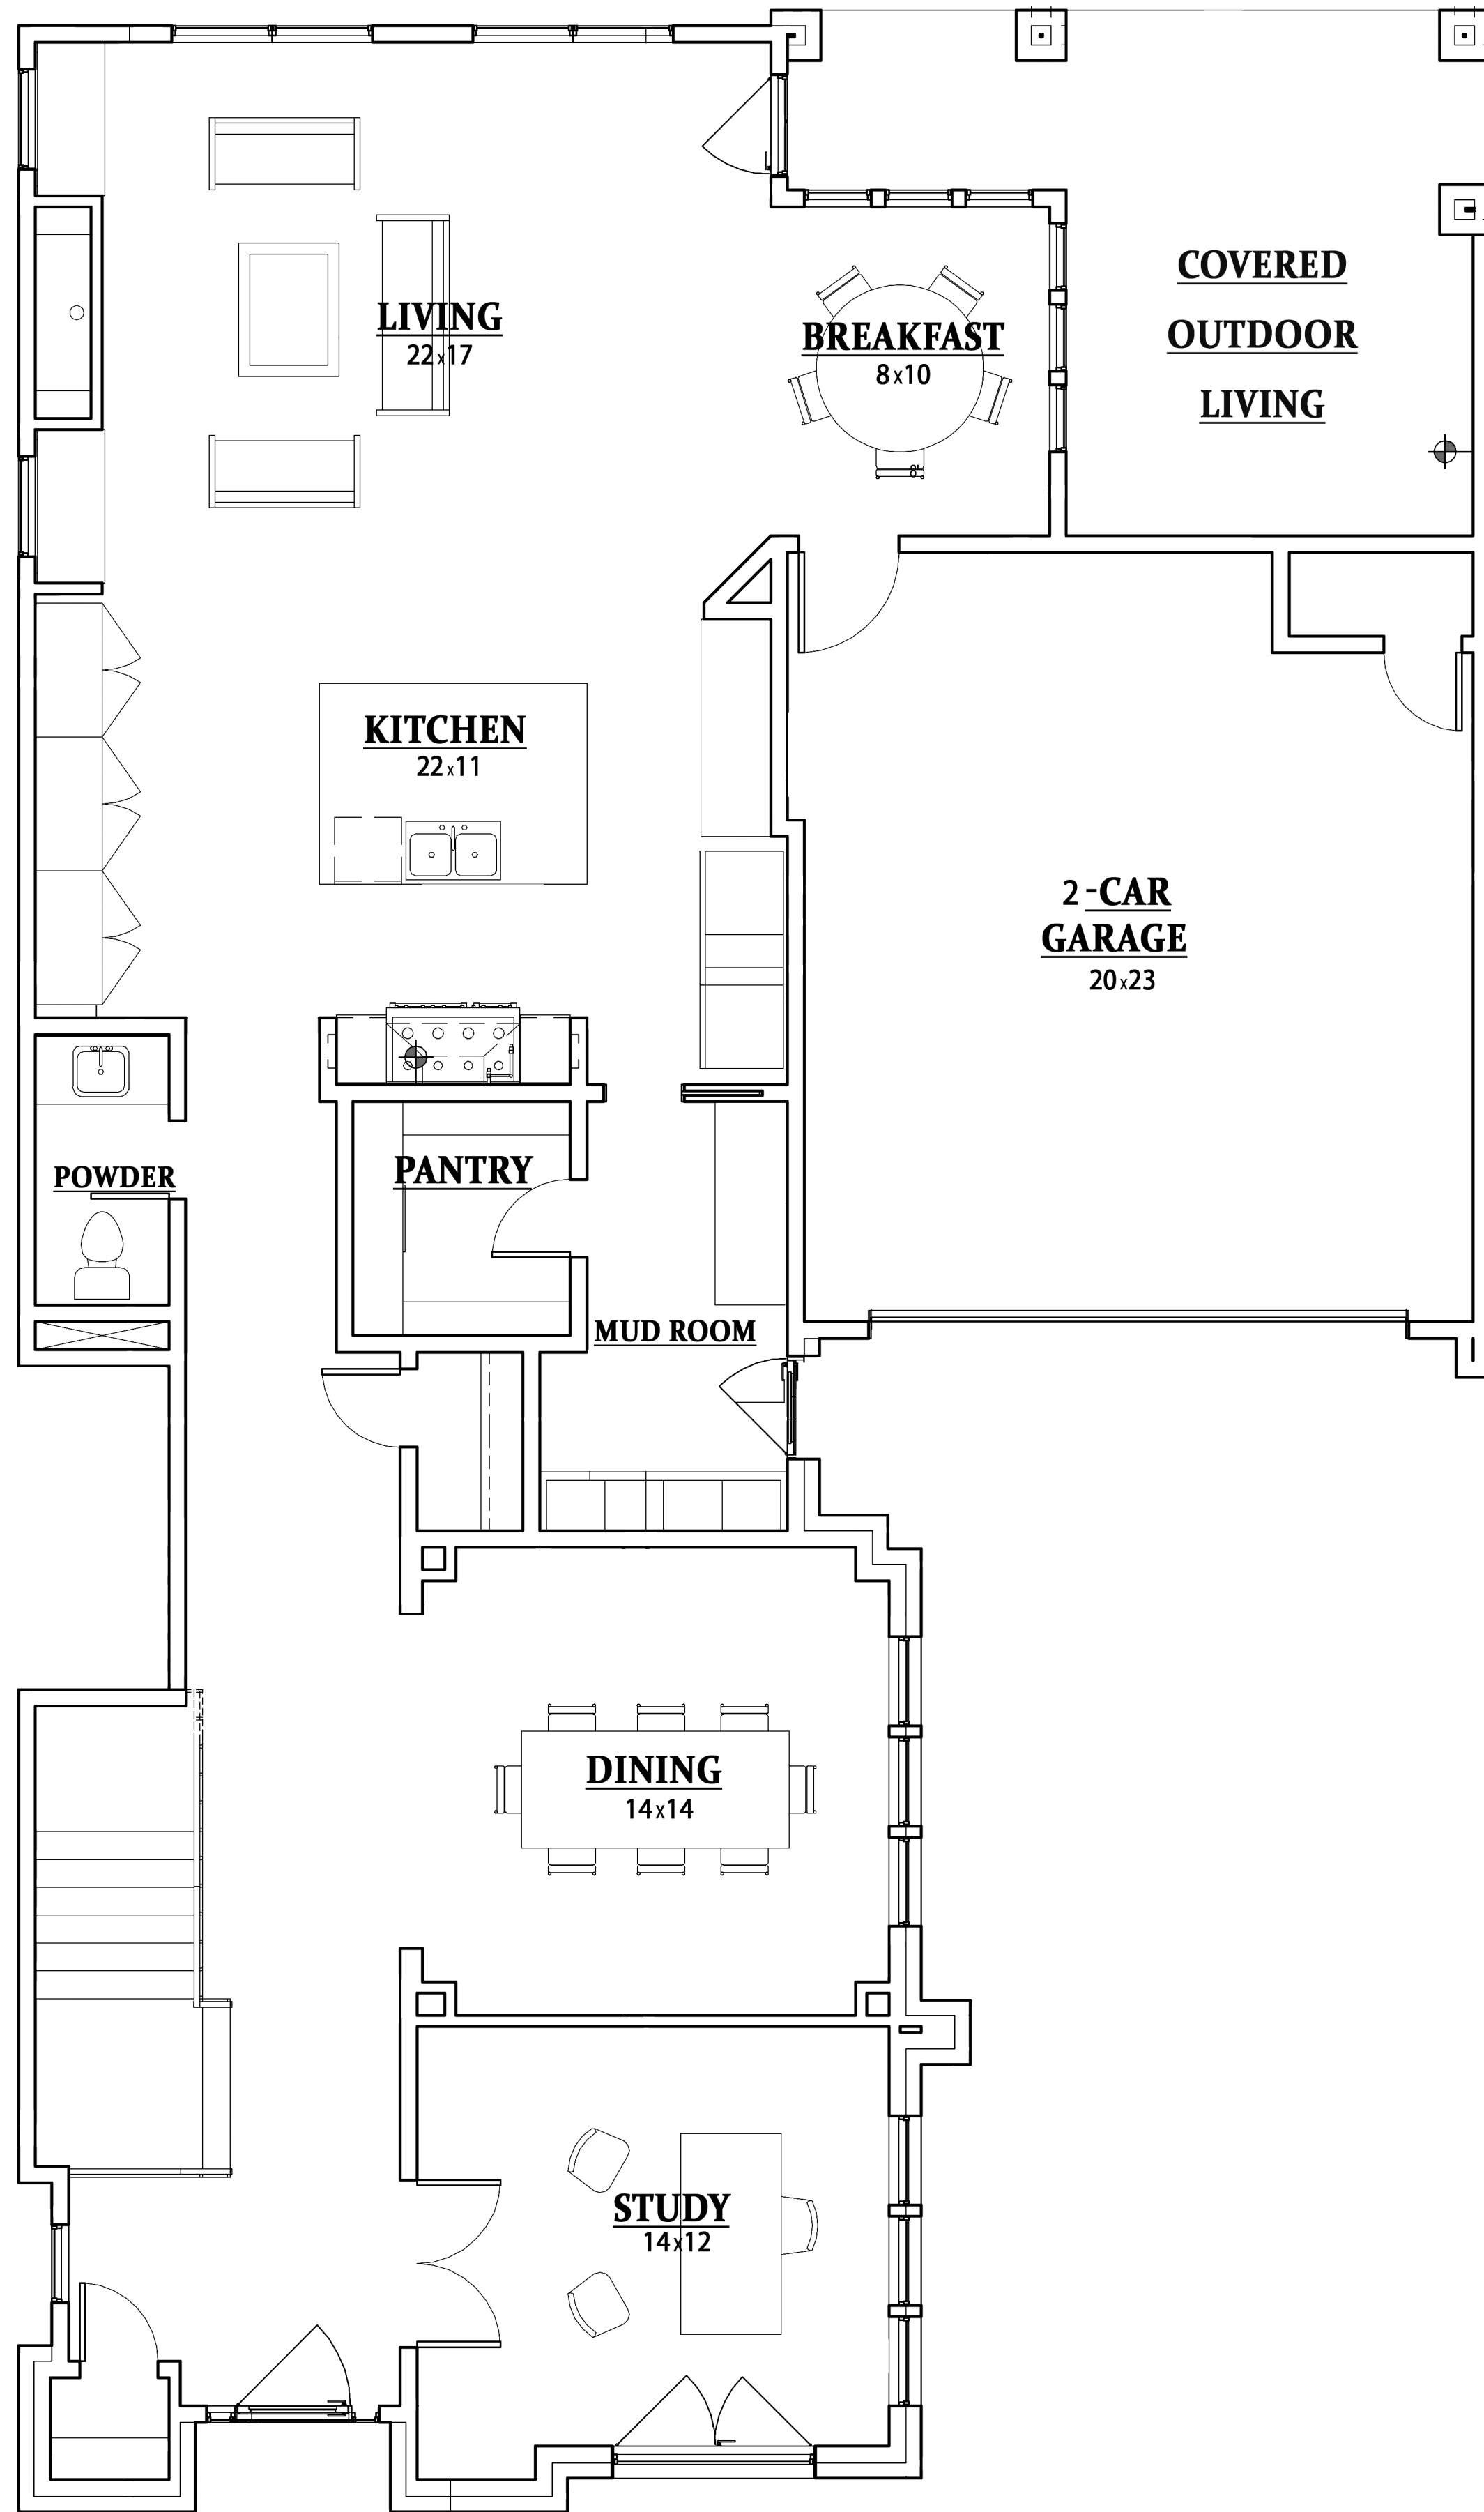 COVERED
OUTDOOR
LIVING
LIVING
22x17
BREAKFAST
8x10
8'
KITCHEN
22x11
2-CAR
GARAGE
20x23
POWDER
PANTRY
MUD ROOM
DINING
14x14
STUDY
14x12